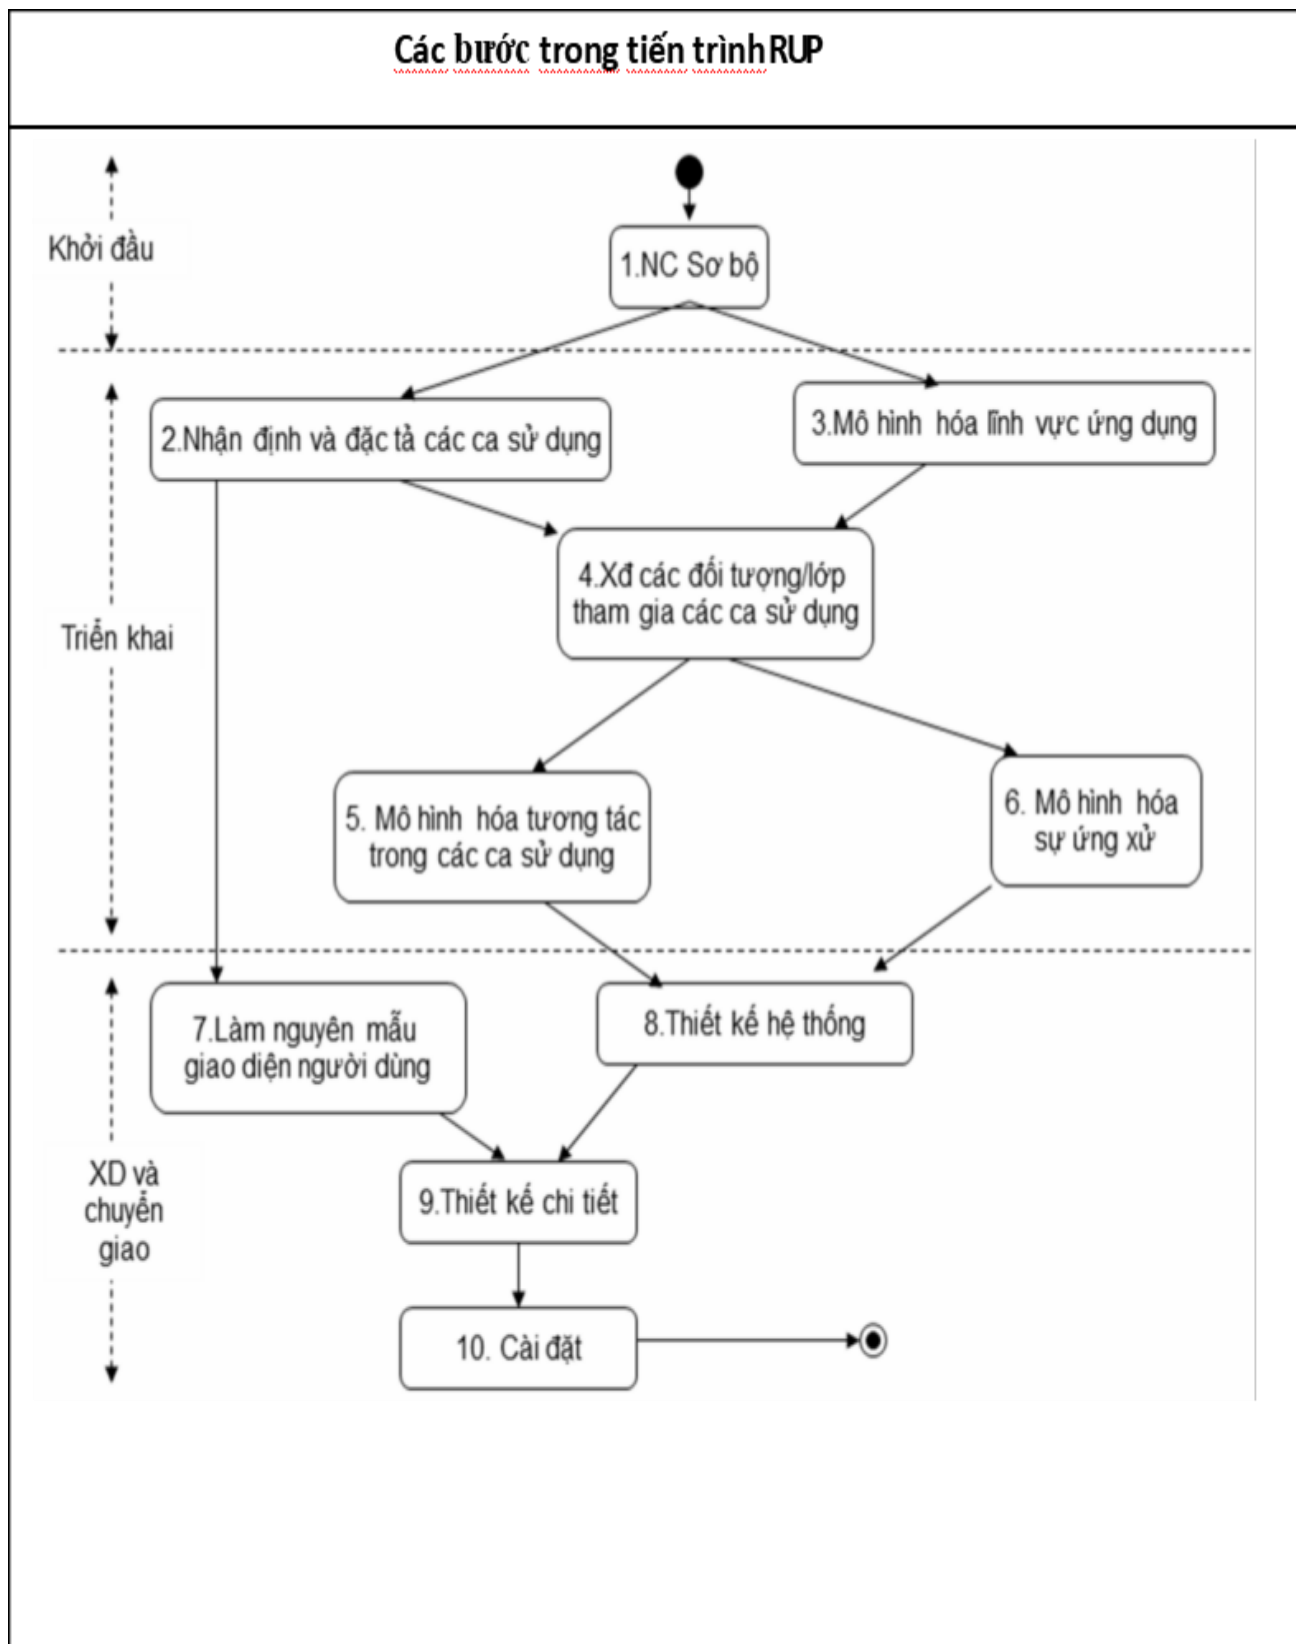 Các bước trong tiến trình RUP
Khởi đầu
1.NC Sơ bộ
2.Nhận định và đặc tả các ca sử dụng
3.Mô hình hóa lĩnh vực ứng dụng
4.Xđ các đối tượng/lớp
tham gia các ca sử dụng
Triển khai
5. Mô hình hóa tương tác
trong các ca sử dụng
6. Mô hình hóa
sự ứng xử
7.Làm nguyên mẫu
giao diện người dùng
8.Thiết kế hệ thống
XD và
chuyển
giao
9.Thiết kế chi tiết
10. Cài đặt